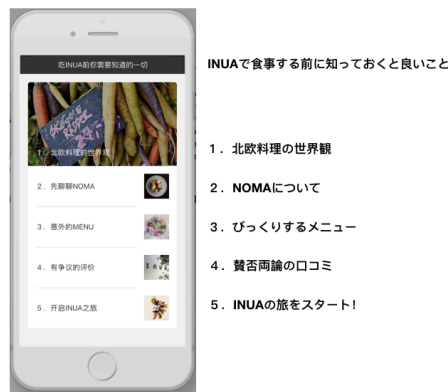 吃INUA前你需要知道的一切
1．北欧料理的世界观
2．先聊聊NOMA
3．意外的MENU
4．有争议的评价
5．开启INUA之旅
INUAで食事する前に知っておくと良いこと
１．北欧料理の世界観
２．NOMAについて
３．びっくりするメニュー
４．賛否両論の口コミ
５．INUAの旅をスタート！